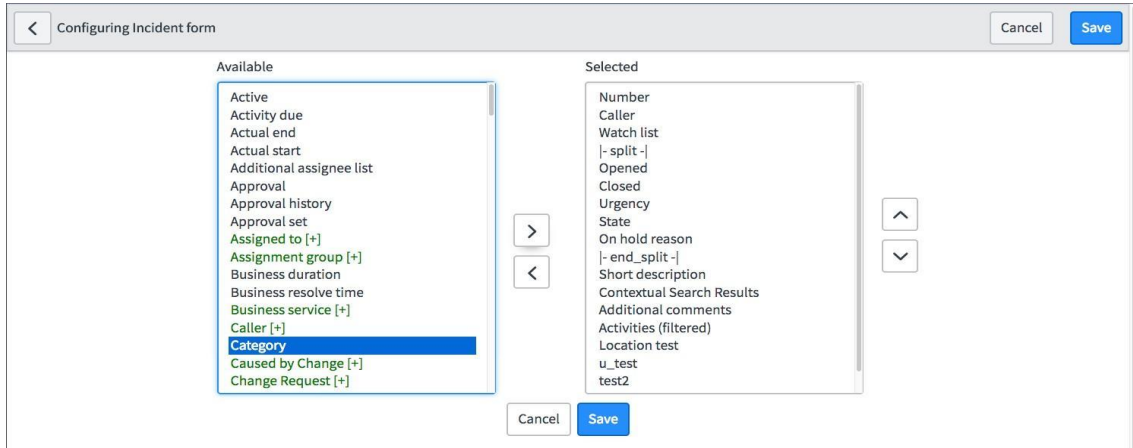 Configuring Incident form
Cancel
Save
Available
Selected
Active
Activity due
Actual end
Actual start
Additional assignee list
Approval
Approval history
Approval set
Assigned to [+]
Assignment group [+]
Business duration
Business resolve time
Business service [+]
Caller [+]
Category
Caused by Change [+]
Change Request [+]
Number
Caller
Watch list
|- split -|
Opened
Closed
Urgency
State
On hold reason
|- end_split -|
Short description
Contextual Search Results
Additional comments
Activities (filtered)
Location test
u_test
test2
Cancel
Save